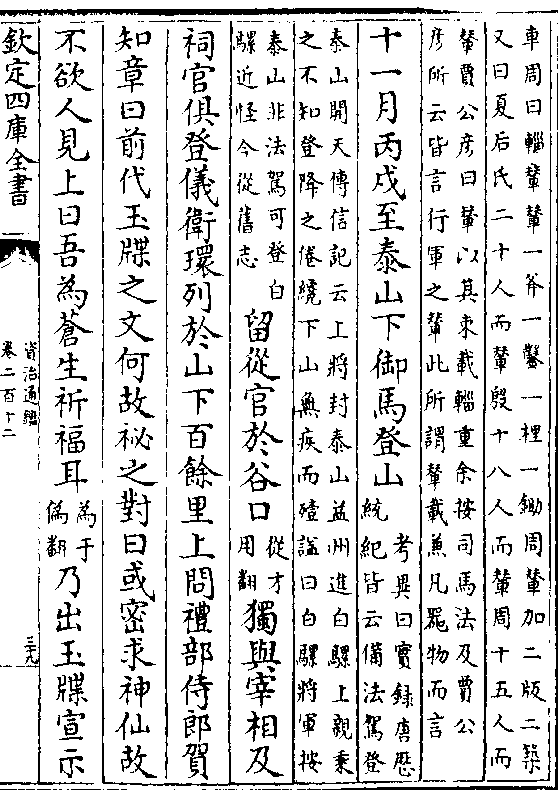 車周曰輜輦輦一斧一鑿一梩一鋤周輦加二版二築
又曰夏后氏二十人而輦殷十八人而輦周十五人而
輦賈公彦曰輦以其束載輜重余按司馬法及賈公
彦所云皆言行軍之輦此所謂輦載兼凡器物而言
十一月丙戌至泰山下御馬登山
考異曰實録唐厯
統紀皆云備法駕登
泰山開天傳信記云上將封泰山益州進白騾上親乗
之不知登降之倦纔下山無疾而殪諡曰白騾將軍按
泰山非法駕可登白
騾近怪今從舊志
留從官於谷口
從才
用翻
獨與宰相及
祠官俱登儀衛環列於山下百餘里上問禮部侍郎賀
知章曰前代玉牒之文何故祕之對曰或密求神仙故
不欲人見上曰吾為蒼生祈福耳
為于
偽翻
乃出玉牒宣示
欽定四庫全書
資治通鑑
卷二百十二
三九